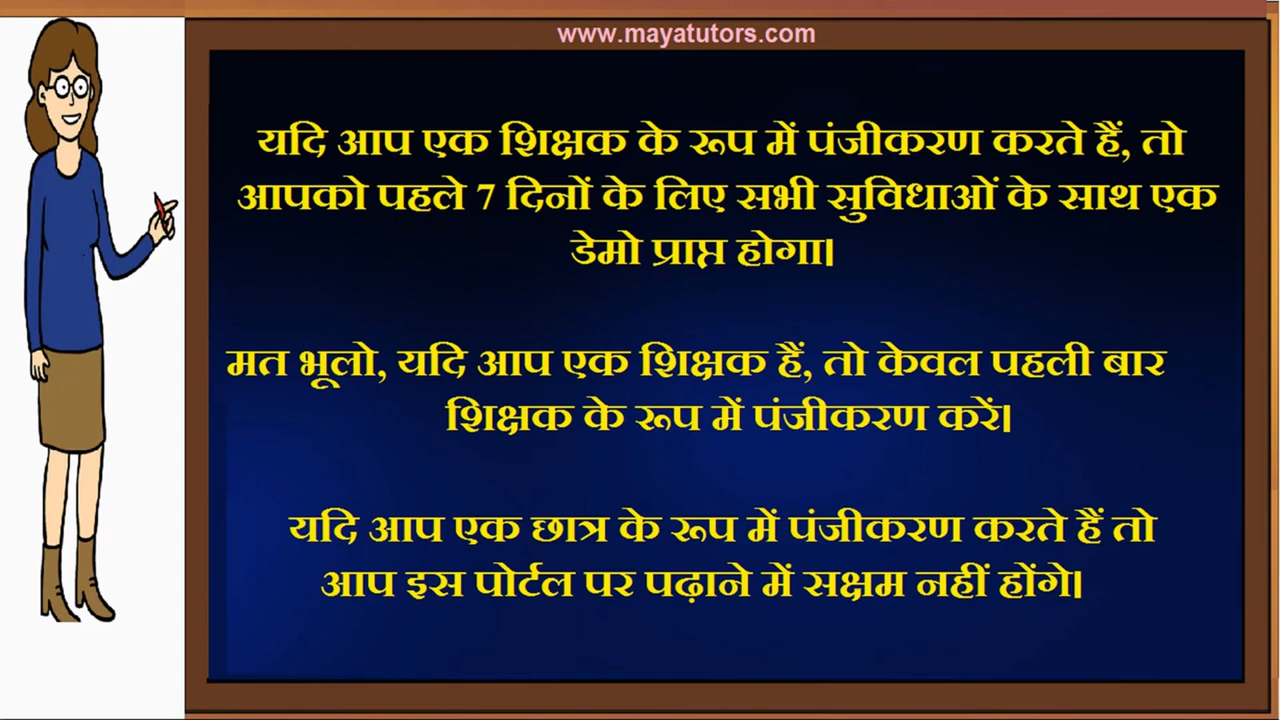 www.mayatutors.com
यदि आप एक शिक्षक के रूप में पंजीकरण करते हैं, तो
आपको पहले 7 दिनों के लिए सभी सुविधाओं के साथ एक
डेमो प्राप्त होगा।
मत भूलो, यदि आप एक शिक्षक हैं, तो केवल पहली बार
शिक्षक के रूप में पंजीकरण करें।
यदि आप एक छात्र के रूप में पंजीकरण करते हैं तो
आप इस पोर्टल पर पढ़ाने में सक्षम नहीं होंगे।